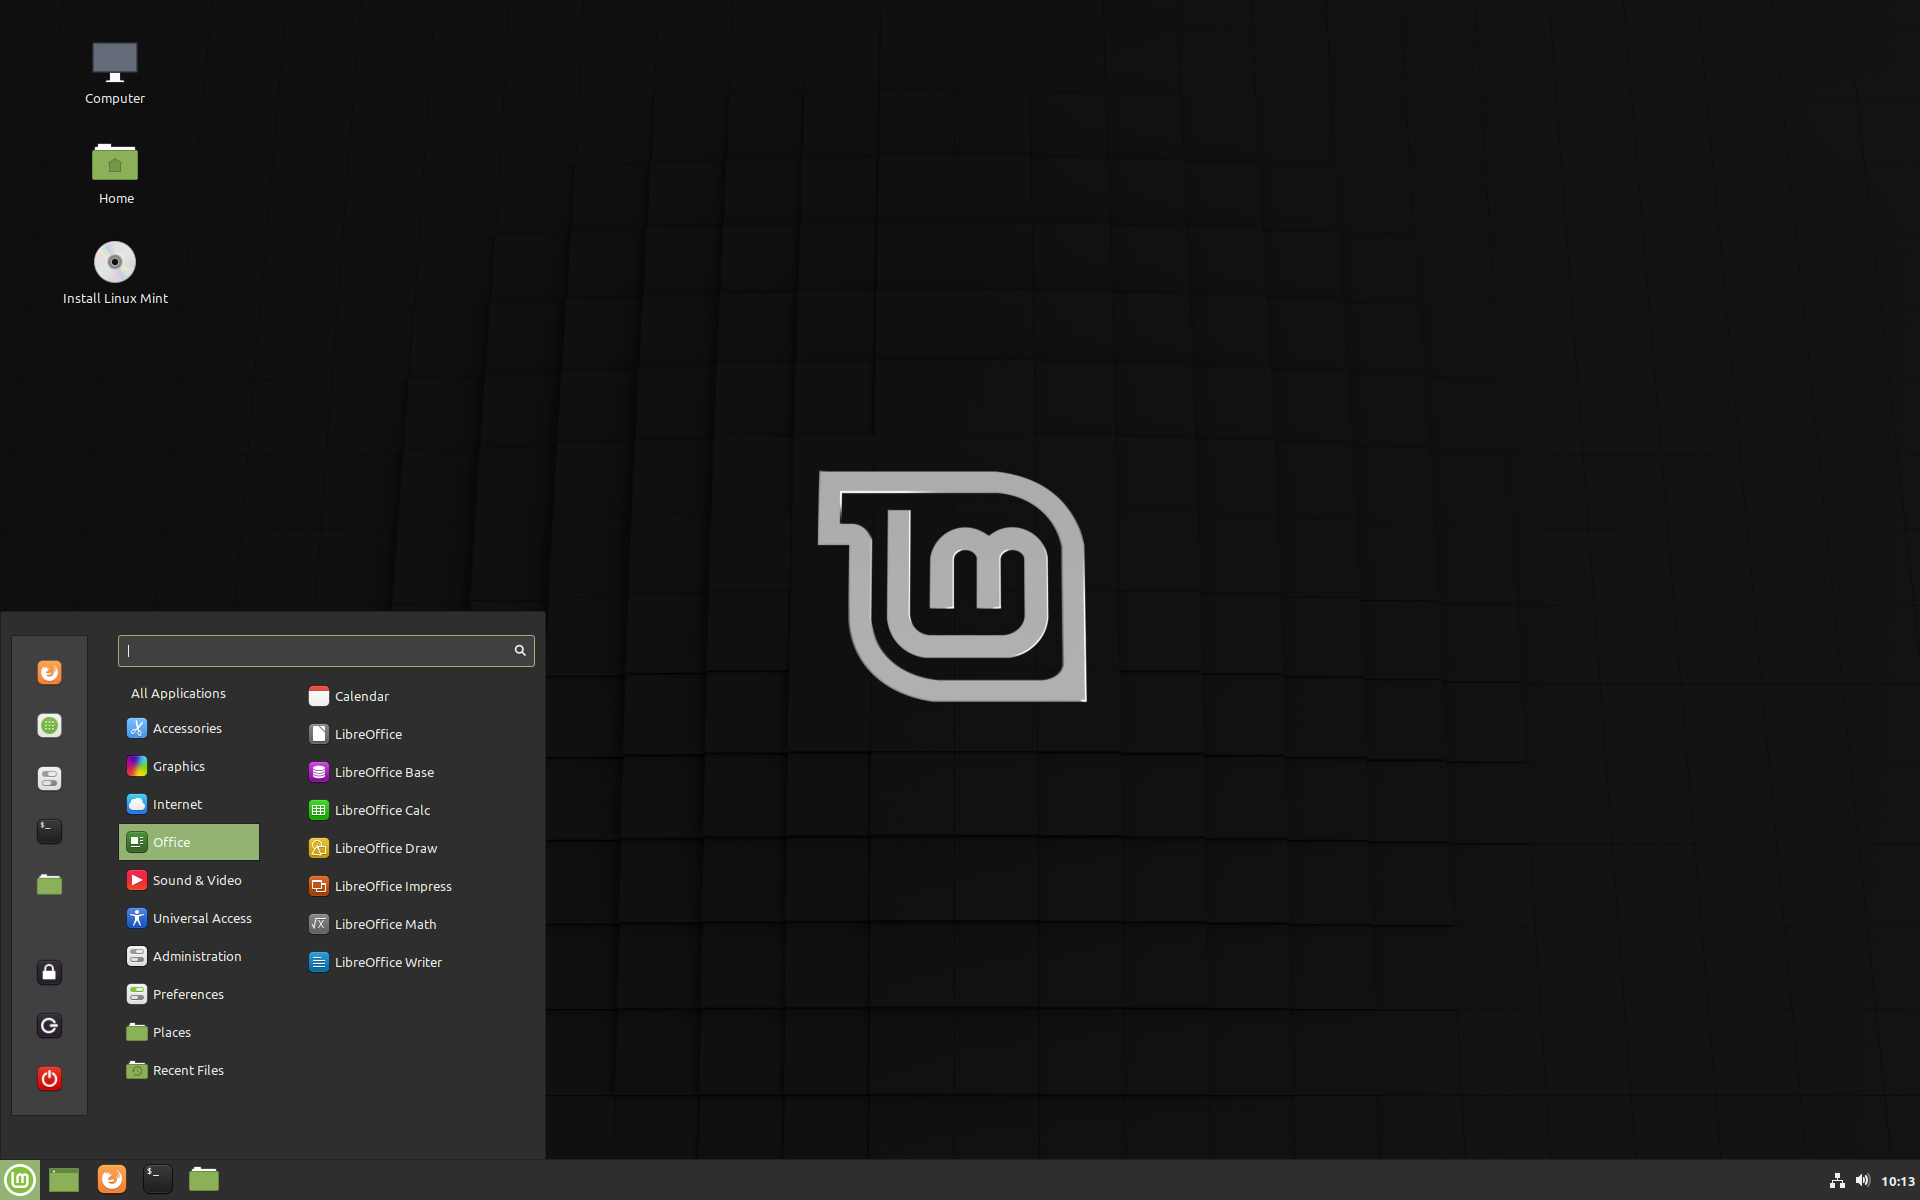 Computer
Home
Install Linux Mint
All Applications
Accessories
Graphics
Internet
Office
Sound & Video
Universal Access
Administration
Preferences
Places
Recent Files
Calendar
LibreOffice
LibreOffice Base
LibreOffice Calc
LibreOffice Draw
LibreOffice Impress
LibreOffice Math
LibreOffice Writer
lm
$_
$_
10:13